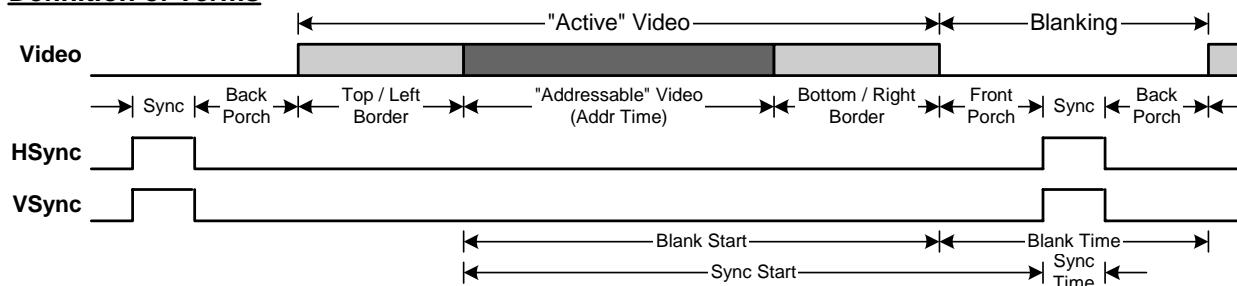 Definition of Terms
"Active" Video
Blanking
Video
Sync
Back
Porch
Top / Left
Border
"Addressable" Video
(Addr Time)
Bottom / Right
Border
Front
Porch
Sync
Back
Porch
HSync
VSync
Blank Start
Blank Time
Sync Start
Sync
Time